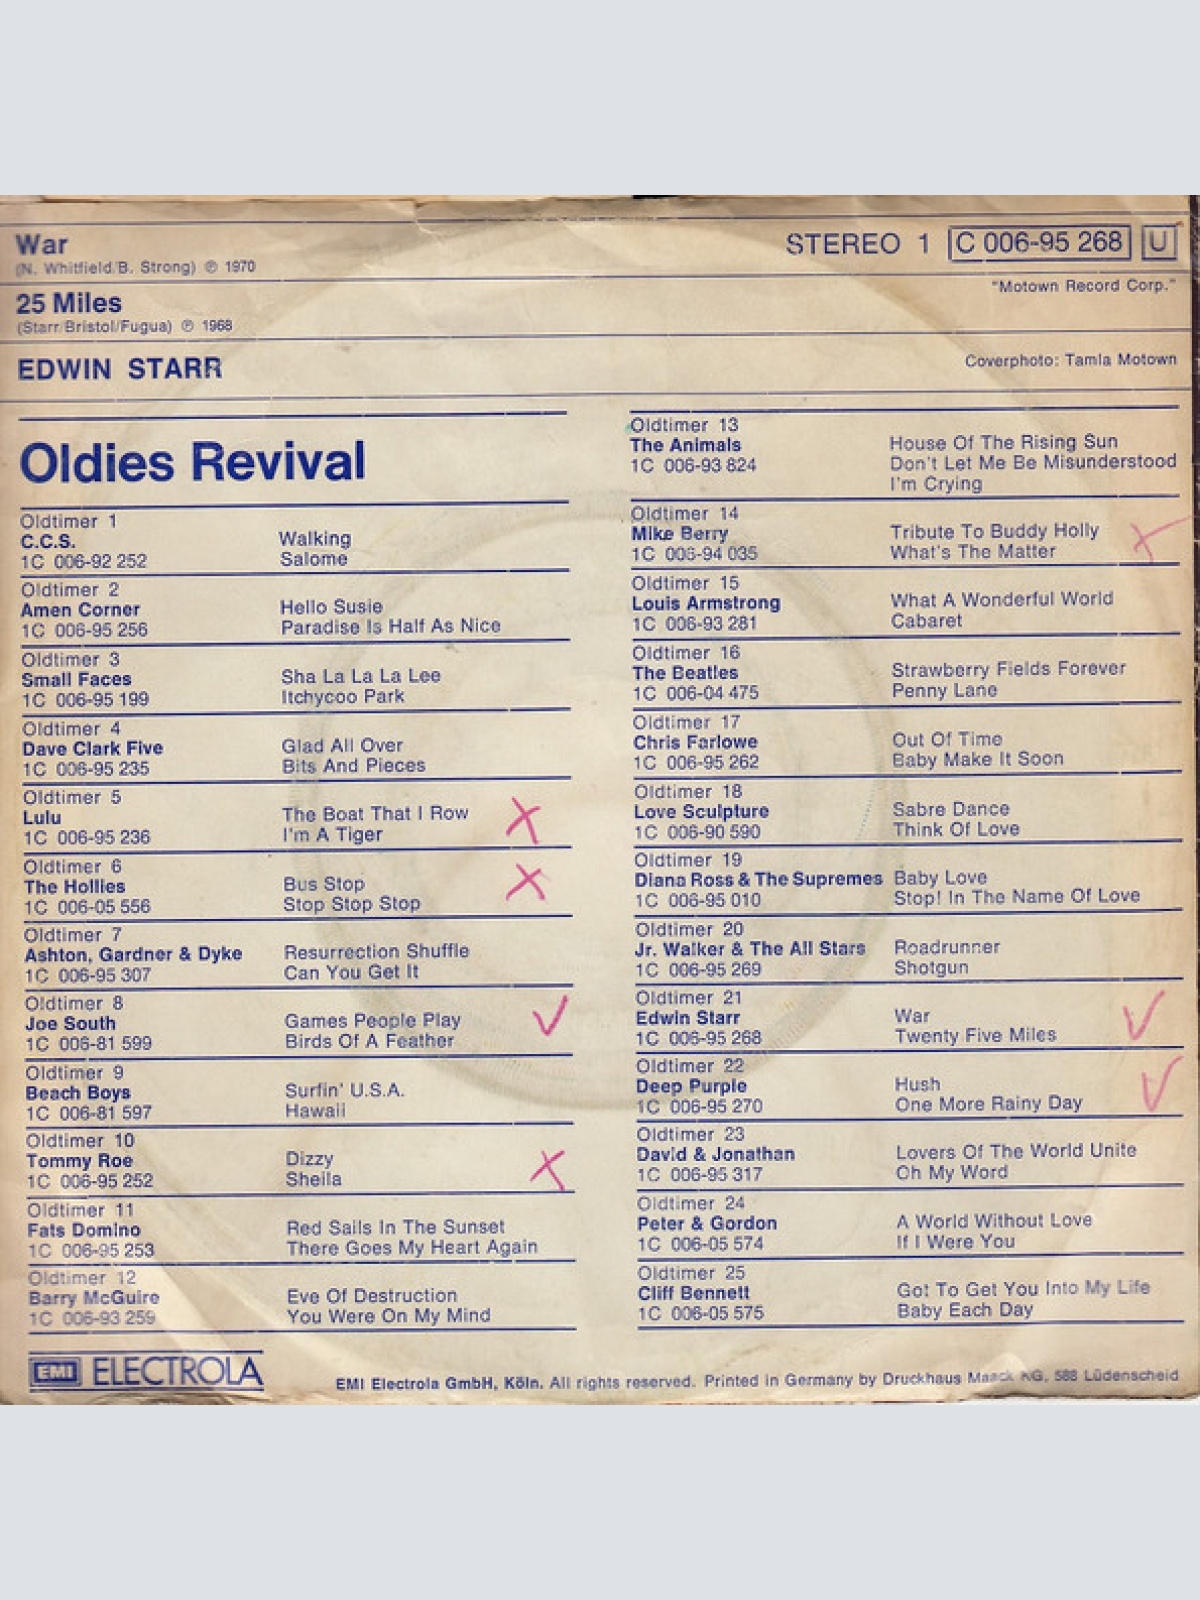 War
(N. Whitfield/B. Strong) ℗ 1970
STEREO 1 C 006-95 268 U
25 Miles
(Starr/Bristol/Fugua) ℗ 1968
"Motown Record Corp."
EDWIN STARR
Coverphoto: Tamla Motown
Oldies Revival
Oldtimer 1
C.C.S.
1C 006-92 252
Walking
Salome
Oldtimer 2
Amen Corner
1C 006-95 256
Hello Susie
Paradise Is Half As Nice
Oldtimer 3
Small Faces
1C 006-95 199
Sha La La La Lee
Itchycoo Park
Oldtimer 4
Dave Clark Five
1C 006-95 235
Glad All Over
Bits And Pieces
Oldtimer 5
Lulu
1C 006-95 236
The Boat That I Row
I'm A Tiger
Oldtimer 6
The Hollies
1C 006-05 556
Bus Stop
Stop Stop Stop
Oldtimer 7
Ashton, Gardner & Dyke
1C 006-95 307
Resurrection Shuffle
Can You Get It
Oldtimer 8
Joe South
1C 006-81 599
Games People Play
Birds Of A Feather
Oldtimer 9
Beach Boys
1C 006-81 597
Surfin' U.S.A.
Hawaii
Oldtimer 10
Tommy Roe
1C 006-95 252
Dizzy
Sheila
Oldtimer 11
Fats Domino
1C 006-95 253
Red Sails In The Sunset
There Goes My Heart Again
Oldtimer 12
Barry McGuire
1C 006-93 259
Eve Of Destruction
You Were On My Mind
Oldtimer 13
The Animals
1C 006-93 824
House Of The Rising Sun
Don't Let Me Be Misunderstood
I'm Crying
Oldtimer 14
Mike Berry
1C 006-94 035
Tribute To Buddy Holly
What's The Matter
Oldtimer 15
Louis Armstrong
1C 006-93 281
What A Wonderful World
Cabaret
Oldtimer 16
The Beatles
1C 006-04 475
Strawberry Fields Forever
Penny Lane
Oldtimer 17
Chris Farlowe
1C 006-95 262
Out Of Time
Baby Make It Soon
Oldtimer 18
Love Sculpture
1C 006-90 590
Sabre Dance
Think Of Love
Oldtimer 19
Diana Ross & The Supremes
1C 006-95 010
Baby Love
Stop! In The Name Of Love
Oldtimer 20
Jr. Walker & The All Stars
1C 006-95 269
Roadrunner
Shotgun
Oldtimer 21
Edwin Starr
1C 006-95 268
War
Twenty Five Miles
Oldtimer 22
Deep Purple
1C 006-95 270
Hush
One More Rainy Day
Oldtimer 23
David & Jonathan
1C 006-95 317
Lovers Of The World Unite
Oh My Word
Oldtimer 24
Peter & Gordon
1C 006-05 574
A World Without Love
If I Were You
Oldtimer 25
Cliff Bennett
1C 006-05 575
Got To Get You Into My Life
Baby Each Day
EMI ELECTROLA
EMI Electrola GmbH, Köln. All rights reserved. Printed in Germany by Druckhaus Maack KG, 588 Lüdenscheid